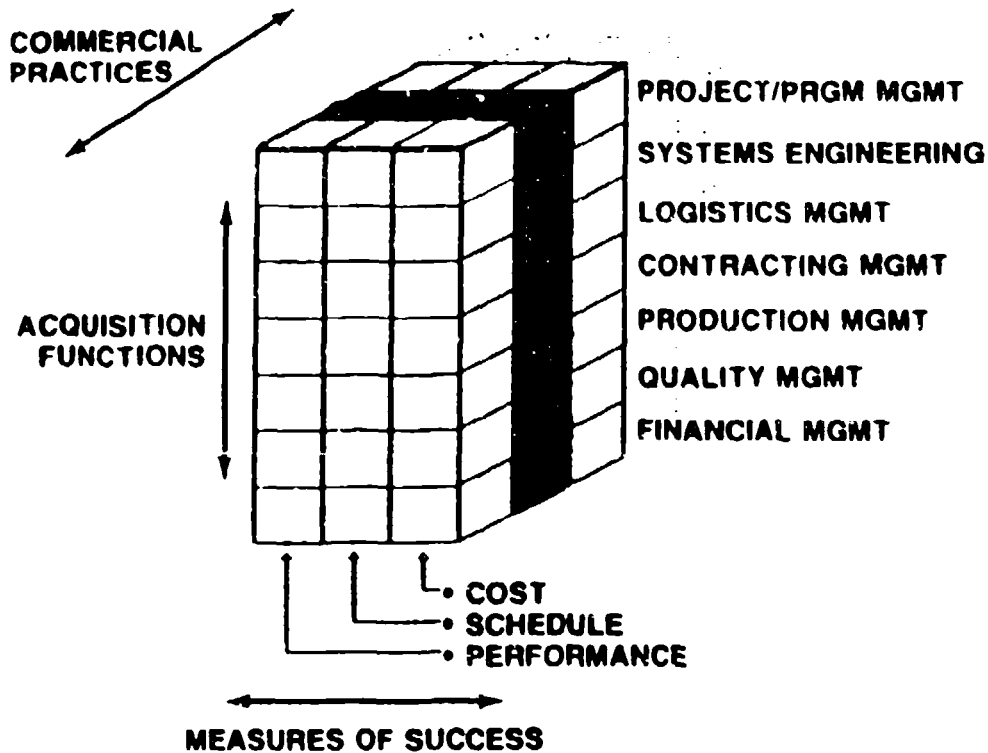 COMMERCIAL
PRACTICES
PROJECT/PRGM MGMT
SYSTEMS ENGINEERING
LOGISTICS MGMT
CONTRACTING MGMT
PRODUCTION MGMT
QUALITY MGMT
FINANCIAL MGMT
ACQUISITION
FUNCTIONS
• COST
• SCHEDULE
• PERFORMANCE
MEASURES OF SUCCESS